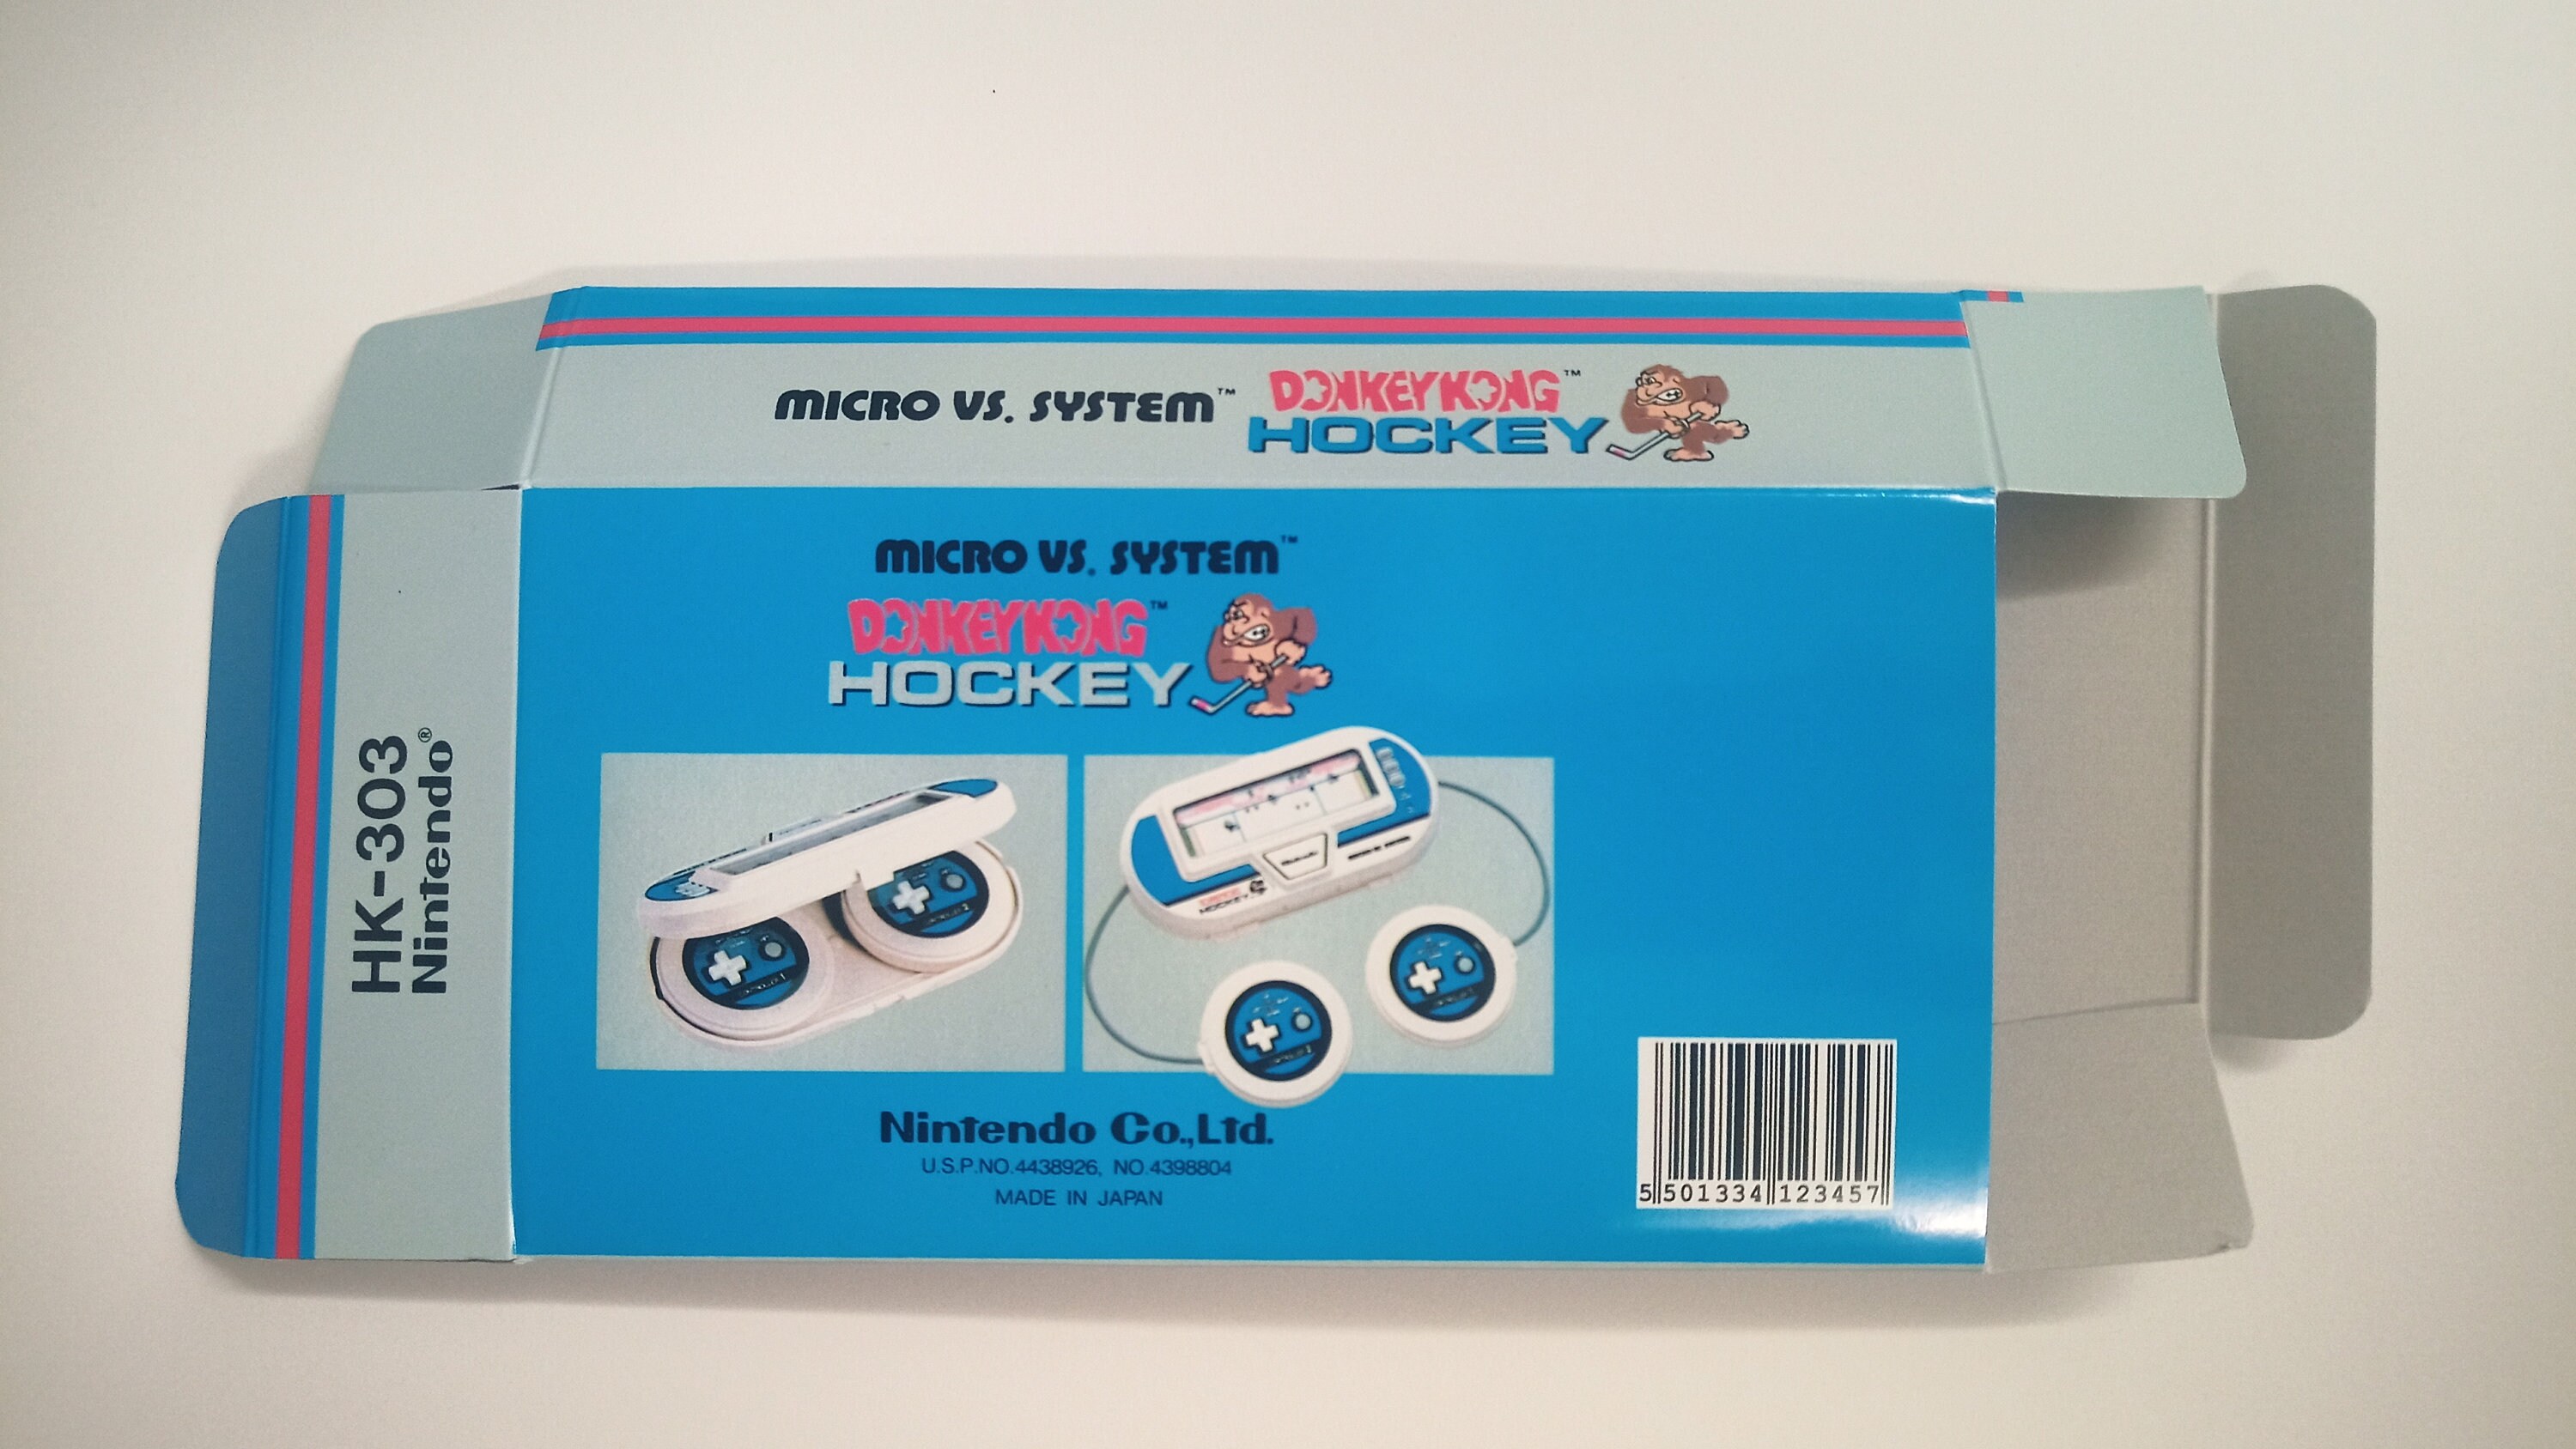 MICRO VS. SYSTEM™
DONKEY KONG™
HOCKEY
HK-303
Nintendo®
MICRO VS. SYSTEM™
DONKEY KONG™
HOCKEY
Nintendo Co.,Ltd.
U.S.P.NO.4438926, NO.4398804
MADE IN JAPAN
5 501334 123457